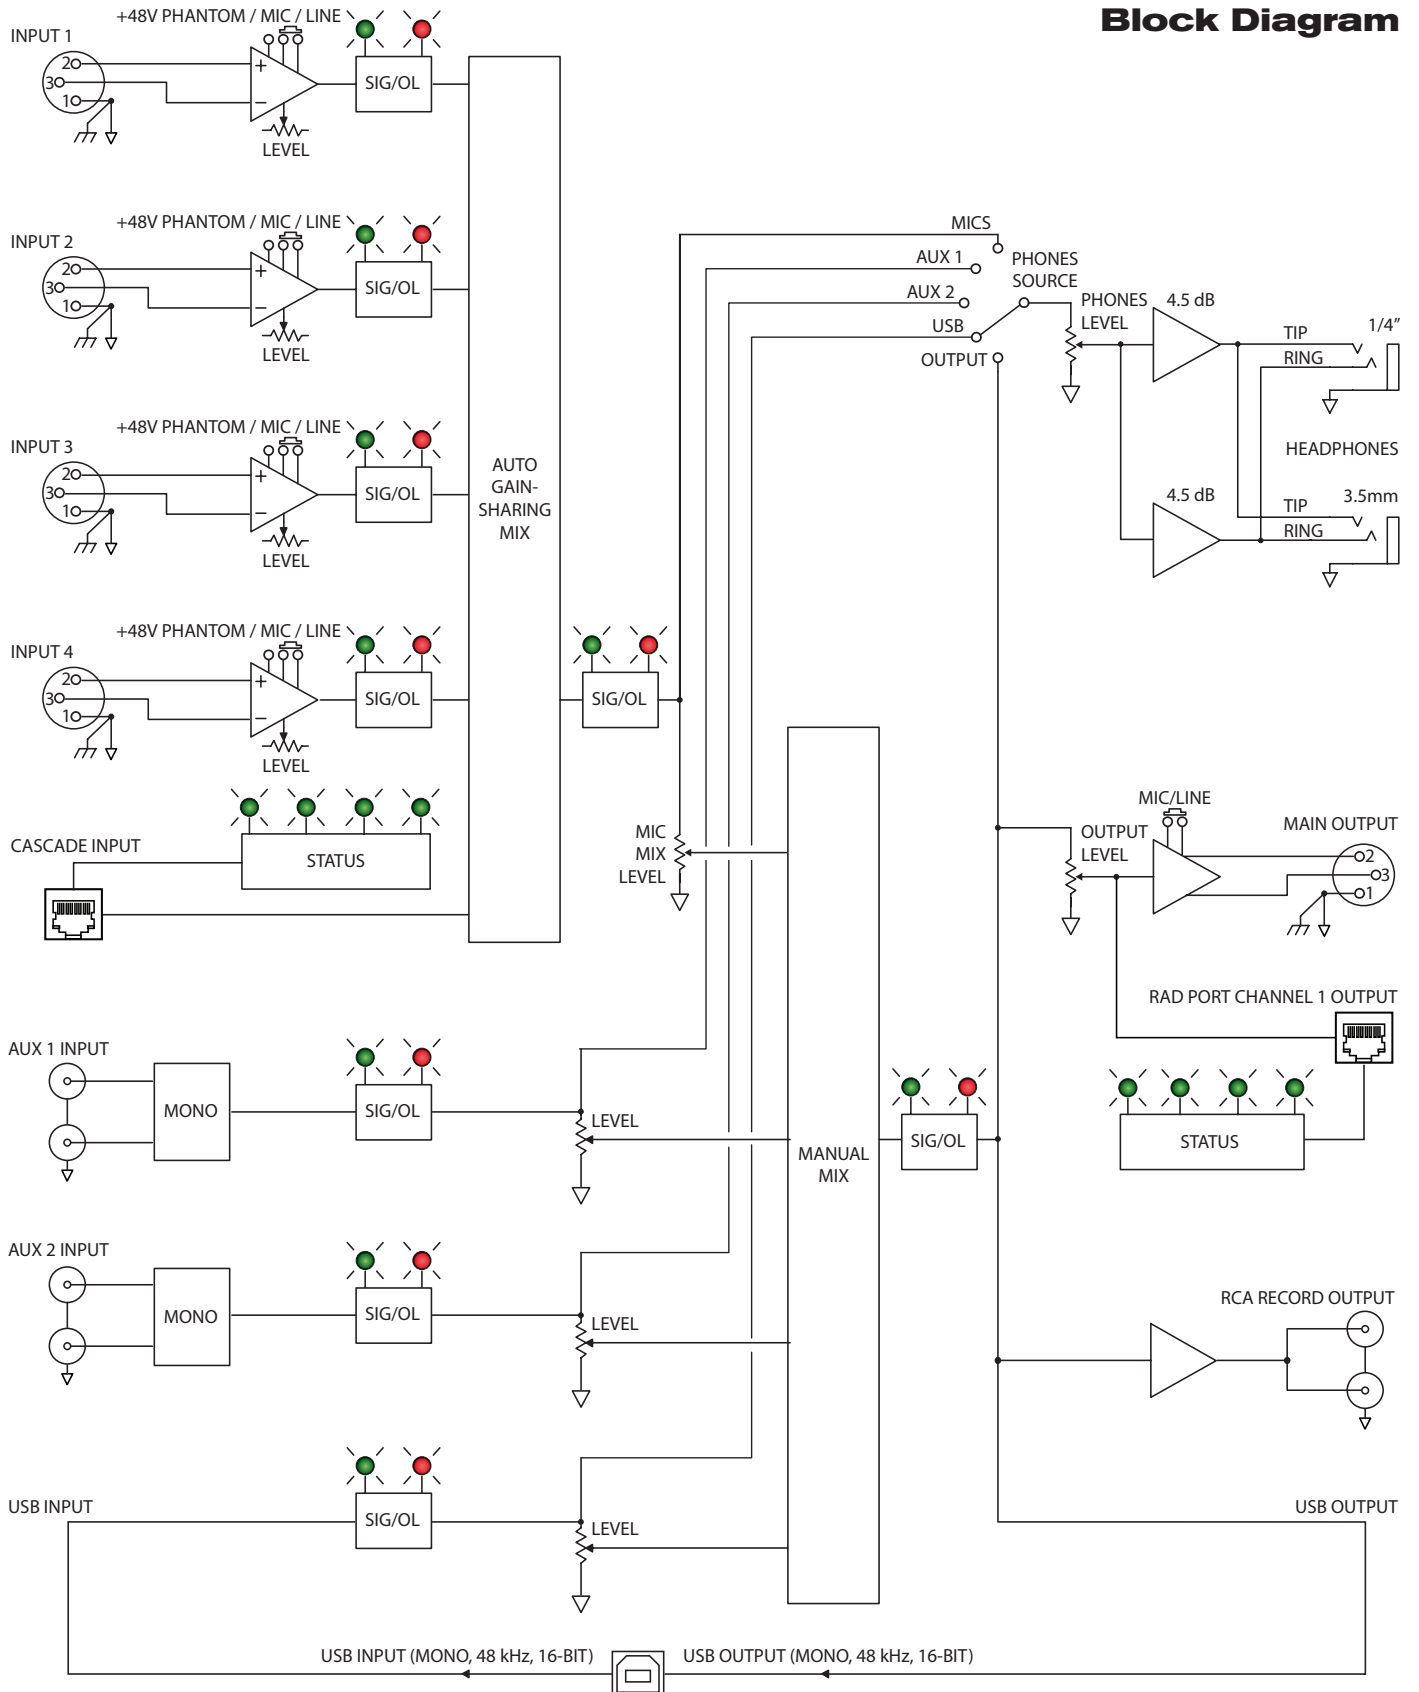 Block Diagram
INPUT 1
+48V PHANTOM / MIC / LINE
2
3
1
+
−
SIG/OL
LEVEL
INPUT 2
+48V PHANTOM / MIC / LINE
2
3
1
+
−
SIG/OL
LEVEL
INPUT 3
+48V PHANTOM / MIC / LINE
2
3
1
+
−
SIG/OL
LEVEL
INPUT 4
+48V PHANTOM / MIC / LINE
2
3
1
+
−
SIG/OL
LEVEL
AUTO
GAIN-
SHARING
MIX
SIG/OL
CASCADE INPUT
STATUS
MIC
MIX
LEVEL
MICS
AUX 1
AUX 2
USB
OUTPUT
PHONES
SOURCE
PHONES
LEVEL
4.5 dB
TIP
RING
1/4”
HEADPHONES
4.5 dB
TIP
RING
3.5mm
OUTPUT
LEVEL
MIC/LINE
MAIN OUTPUT
2
3
1
RAD PORT CHANNEL 1 OUTPUT
STATUS
AUX 1 INPUT
MONO
SIG/OL
LEVEL
MANUAL
MIX
SIG/OL
AUX 2 INPUT
MONO
SIG/OL
LEVEL
RCA RECORD OUTPUT
USB INPUT
SIG/OL
LEVEL
USB OUTPUT
USB INPUT (MONO, 48 kHz, 16-BIT)
USB OUTPUT (MONO, 48 kHz, 16-BIT)